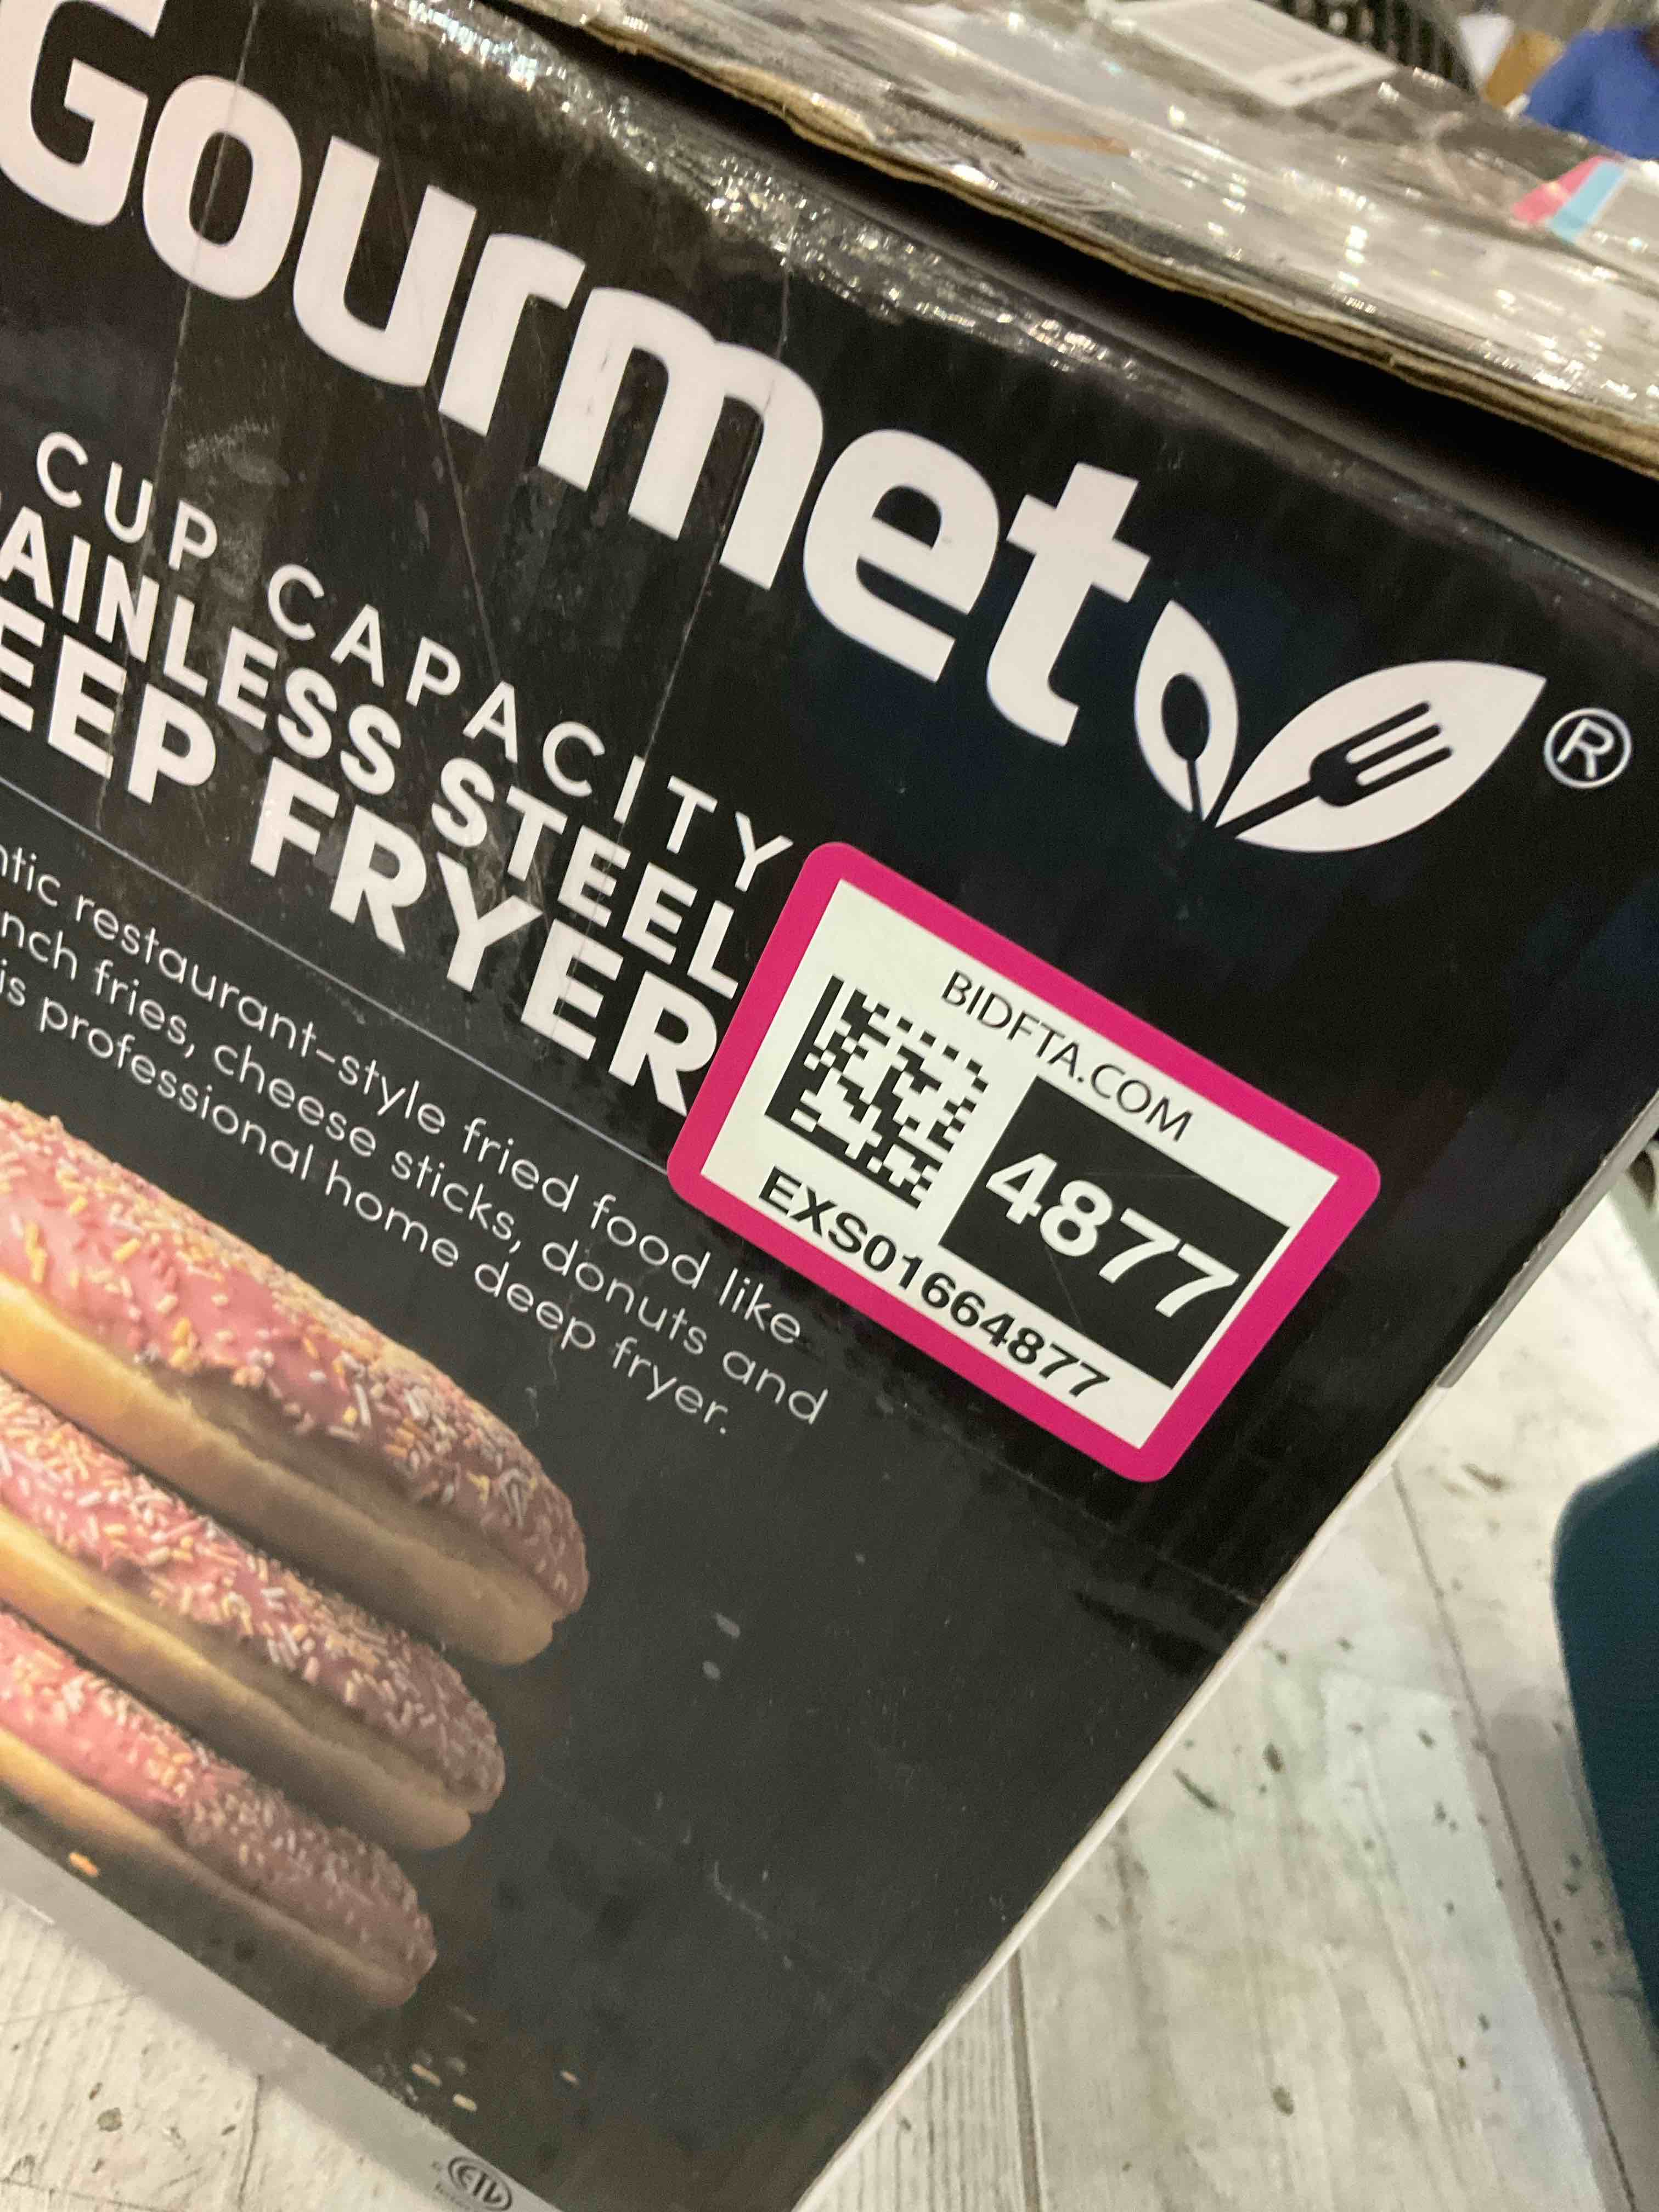 Gourmet ®
CUP CAPACITY
AINLESS STEEL
EEP FRYER
ntic restaurant-style fried food like
nch fries, cheese sticks, donuts and
is professional home deep fryer.
BIDFTA.COM
4877
EXS01664877
ETL